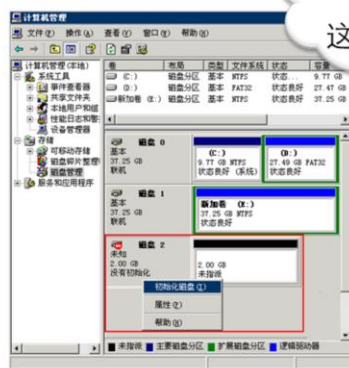 计算机管理
文件(F) 操作(A) 查看(V) 窗口(W) 帮助(H)
这
计算机管理(本地)
系统工具
事件查看器
共享文件夹
本地用户和组
性能日志和警
设备管理器
存储
可移动存储
磁盘碎片整理
磁盘管理
服务和应用程序
卷 布局 类型 文件系统 状态 容量
(C:) 磁盘分区 基本 NTFS 状态... 9.77 GB
(D:) 磁盘分区 基本 FAT32 状态良好 27.47 GB
新加卷 (E:) 磁盘分区 基本 NTFS 状态良好 37.25 GB
磁盘 0
基本
37.25 GB
联机
(C:)
9.77 GB NTFS
状态良好 (系统)
(D:)
27.49 GB FAT32
状态良好
磁盘 1
基本
37.25 GB
联机
新加卷
37.25 GB NTFS
状态良好
磁盘 2
未知
2.00 GB
没有初始化
2.00 GB
未指派
初始化磁盘(I)
属性(P)
帮助(H)
未指派 主要磁盘分区 扩展磁盘分区 逻辑驱动器